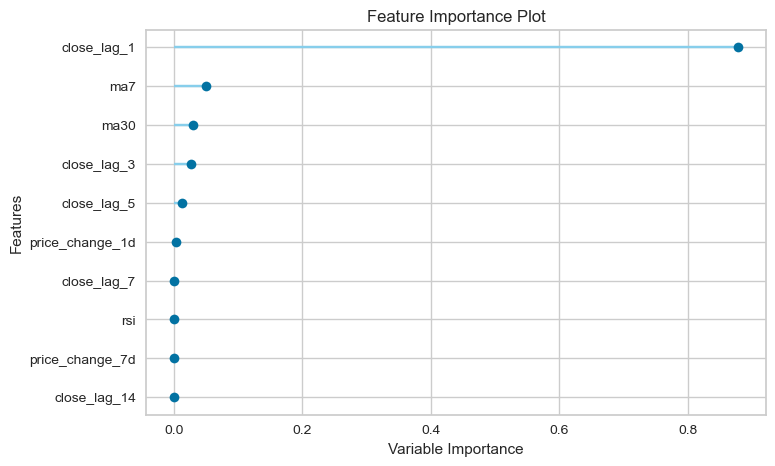 Feature Importance Plot
Features
close_lag_1
ma7
ma30
close_lag_3
close_lag_5
price_change_1d
close_lag_7
rsi
price_change_7d
close_lag_14
0.0 0.2 0.4 0.6 0.8
Variable Importance